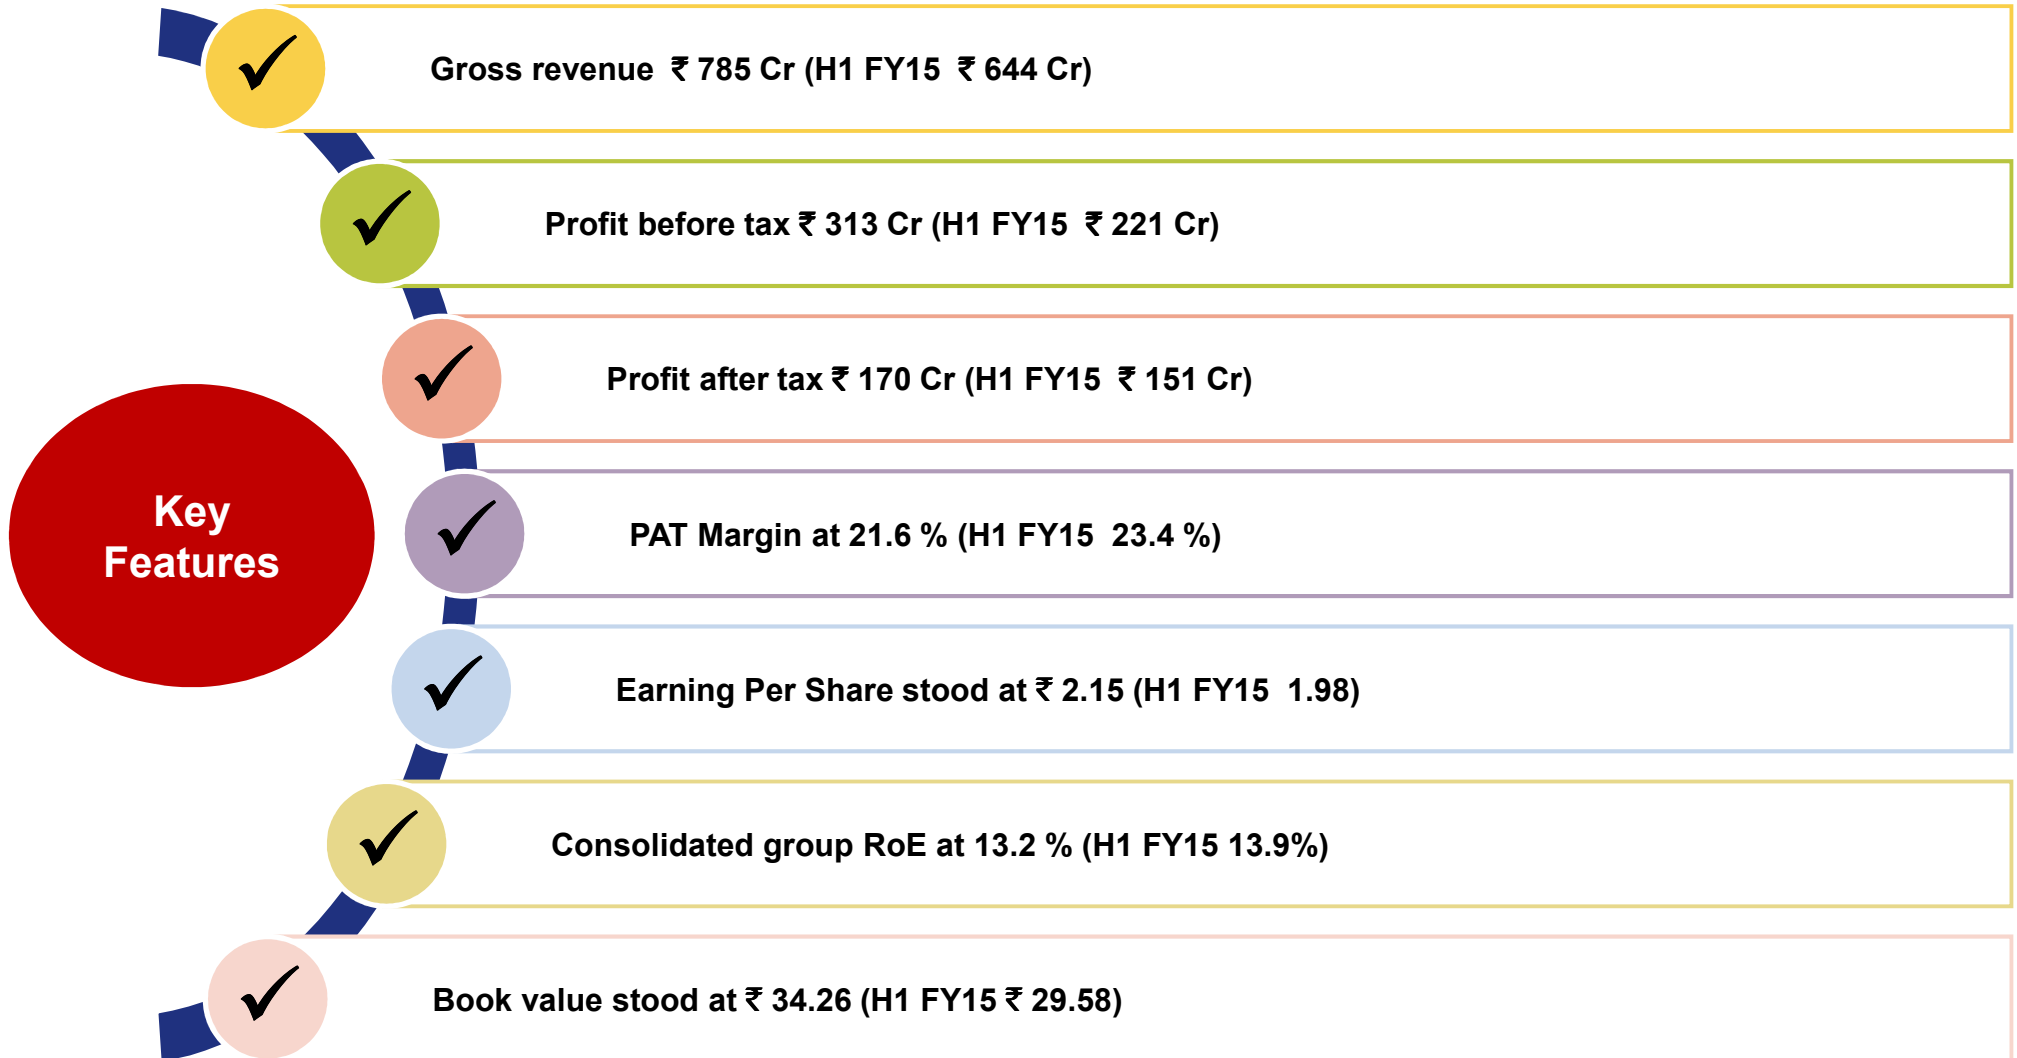 Gross revenue ₹ 785 Cr (H1 FY15 ₹ 644 Cr)
Profit before tax ₹ 313 Cr (H1 FY15 ₹ 221 Cr)
Profit after tax ₹ 170 Cr (H1 FY15 ₹ 151 Cr)
Key
Features
PAT Margin at 21.6 % (H1 FY15 23.4 %)
Earning Per Share stood at ₹ 2.15 (H1 FY15 1.98)
Consolidated group RoE at 13.2 % (H1 FY15 13.9%)
Book value stood at ₹ 34.26 (H1 FY15 ₹ 29.58)